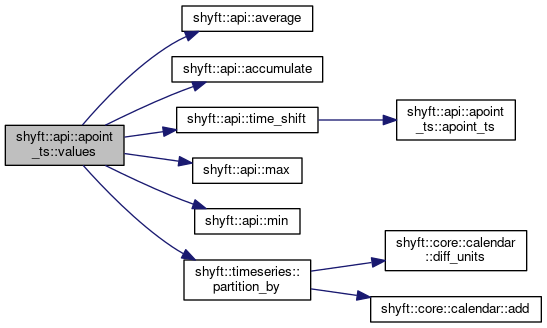 shyft::api::average
shyft::api::accumulate
shyft::api::apoint
_ts::values
shyft::api::time_shift
shyft::api::apoint
_ts::apoint_ts
shyft::api::max
shyft::api::min
shyft::timeseries::
partition_by
shyft::core::calendar
::diff_units
shyft::core::calendar::add